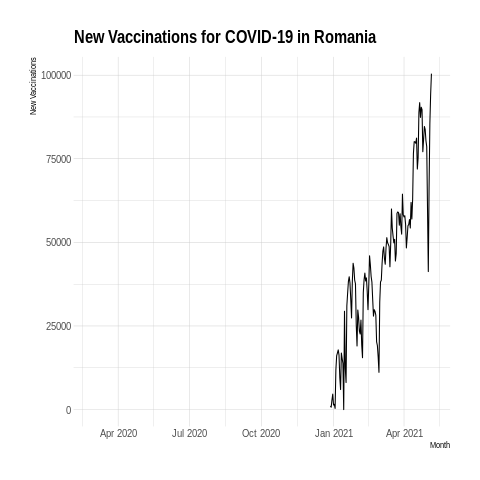 New Vaccinations for COVID-19 in Romania
New Vaccinations
100000
75000
50000
25000
0
Apr 2020 Jul 2020 Oct 2020 Jan 2021 Apr 2021
Month